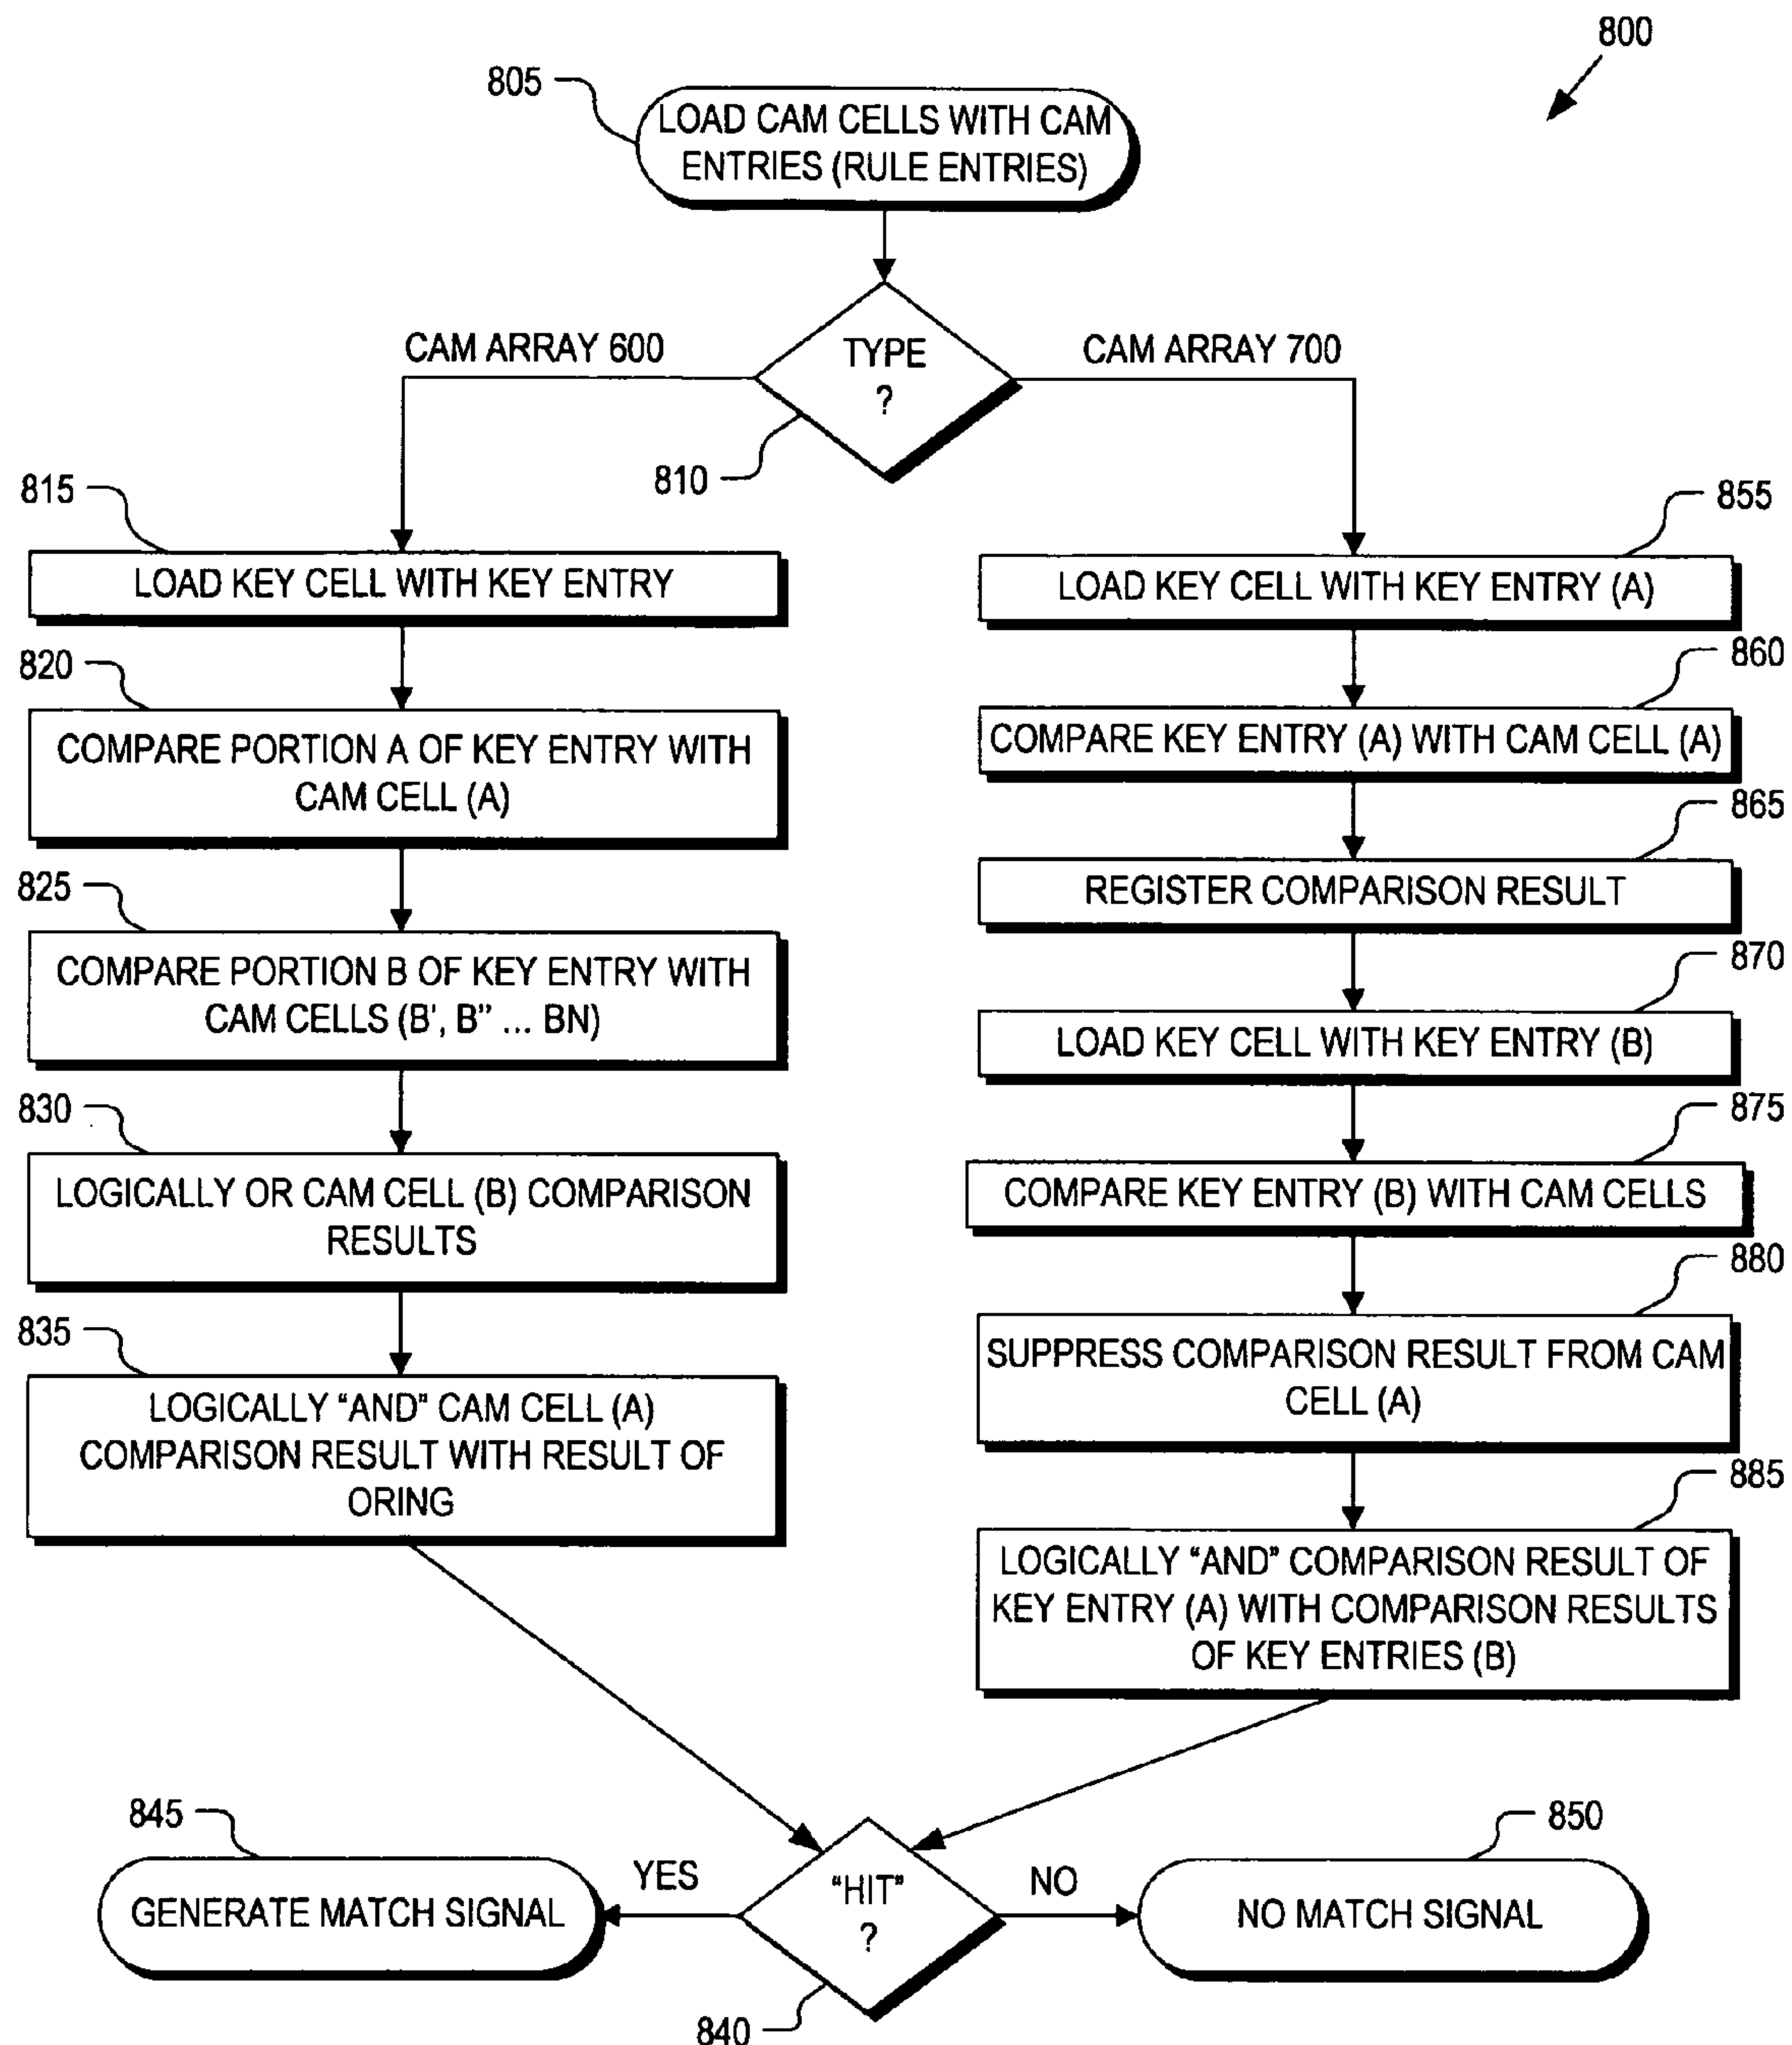 800
805
LOAD CAM CELLS WITH CAM
ENTRIES (RULE ENTRIES)
CAM ARRAY 600
TYPE
?
CAM ARRAY 700
810
815
LOAD KEY CELL WITH KEY ENTRY
820
COMPARE PORTION A OF KEY ENTRY WITH
CAM CELL (A)
825
COMPARE PORTION B OF KEY ENTRY WITH
CAM CELLS (B', B" ... BN)
830
LOGICALLY OR CAM CELL (B) COMPARISON
RESULTS
835
LOGICALLY "AND" CAM CELL (A)
COMPARISON RESULT WITH RESULT OF
ORING
855
LOAD KEY CELL WITH KEY ENTRY (A)
860
COMPARE KEY ENTRY (A) WITH CAM CELL (A)
865
REGISTER COMPARISON RESULT
870
LOAD KEY CELL WITH KEY ENTRY (B)
875
COMPARE KEY ENTRY (B) WITH CAM CELLS
880
SUPPRESS COMPARISON RESULT FROM CAM
CELL (A)
885
LOGICALLY "AND" COMPARISON RESULT OF
KEY ENTRY (A) WITH COMPARISON RESULTS
OF KEY ENTRIES (B)
845
GENERATE MATCH SIGNAL
YES
"HIT"
?
NO
850
NO MATCH SIGNAL
840